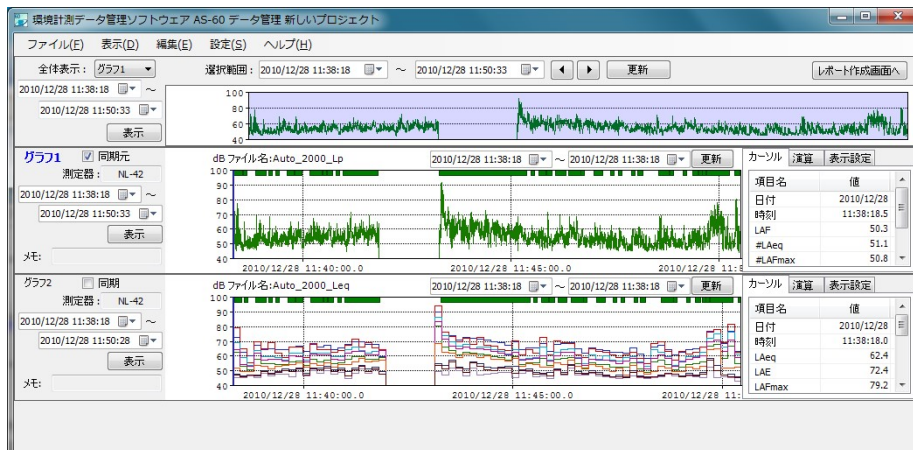 環境計測データ管理ソフトウェア AS-60 データ管理 新しいプロジェクト
ファイル(F) 表示(D) 編集(E) 設定(S) ヘルプ(H)
全体表示： グラフ1 選択範囲： 2010/12/28 11:38:18 ～ 2010/12/28 11:50:33 更新 レポート作成画面へ
2010/12/28 11:38:18 ～
2010/12/28 11:50:33
表示
100
80
60
40
グラフ1 同期元
測定器： NL-42
2010/12/28 11:38:18 ～
2010/12/28 11:50:33
表示
メモ:
dB ファイル名:Auto_2000_Lp 2010/12/28 11:38:18 ～ 2010/12/28 11:50:33 更新
100
90
80
70
60
50
40
2010/12/28 11:40:00.0 2010/12/28 11:45:00.0 2010/12/28 11:5
カーソル 演算 表示設定
項目名 値
日付 2010/12/28
時刻 11:38:18.5
LAF 50.3
#LAeq 51.1
#LAFmax 50.8
グラフ2 同期
測定器： NL-42
2010/12/28 11:38:18 ～
2010/12/28 11:50:28
表示
メモ:
dB ファイル名:Auto_2000_Leq 2010/12/28 11:38:18 ～ 2010/12/28 11:50:33 更新
100
90
80
70
60
50
40
2010/12/28 11:40:00.0 2010/12/28 11:45:00.0 2010/12/28 11:
カーソル 演算 表示設定
項目名 値
日付 2010/12/28
時刻 11:38:18.0
LAeq 62.4
LAE 72.4
LAFmax 79.2